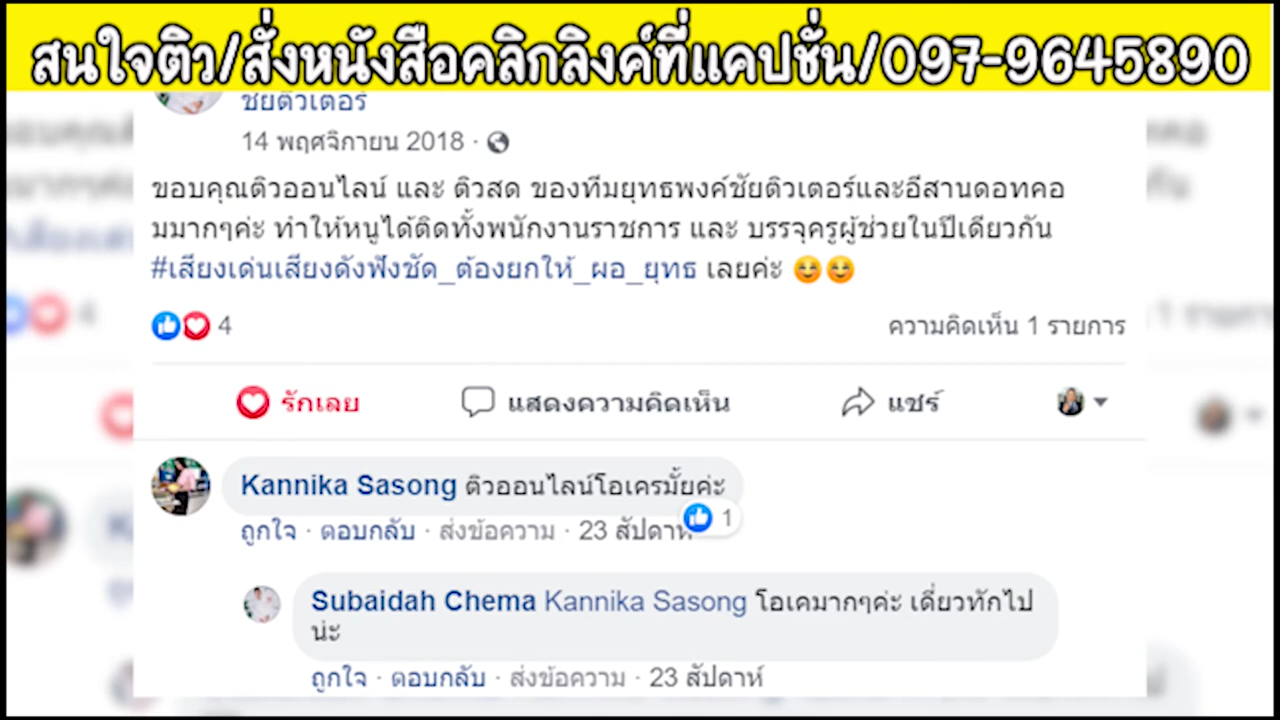 สนใจติว/สั่งหนังสือคลิกลิงค์ที่แคปชั่น/097-9645890
ชัยติวเตอร์
14 พฤศจิกายน 2018 ·
ขอบคุณติวออนไลน์ และ ติวสด ของทีมยุทธพงค์ชัยติวเตอร์และอีสานดอทคอ
มมากๆค่ะ ทำให้หนูได้ติดทั้งพนักงานราชการ และ บรรจุครูผู้ช่วยในปีเดียวกัน
#เสียงเด่นเสียงดังฟังชัด_ต้องยกให้_ผอ_ยุทธ เลยค่ะ 😊😊
4 ความคิดเห็น 1 รายการ
รักเลย แสดงความคิดเห็น แชร์
Kannika Sasong ติวออนไลน์โอเครมั้ยค่ะ
1
ถูกใจ · ตอบกลับ · ส่งข้อความ · 23 สัปดาห์
Subaidah Chema Kannika Sasong โอเคมากๆค่ะ เดี่ยวทักไป
น่ะ
ถูกใจ · ตอบกลับ · ส่งข้อความ · 23 สัปดาห์